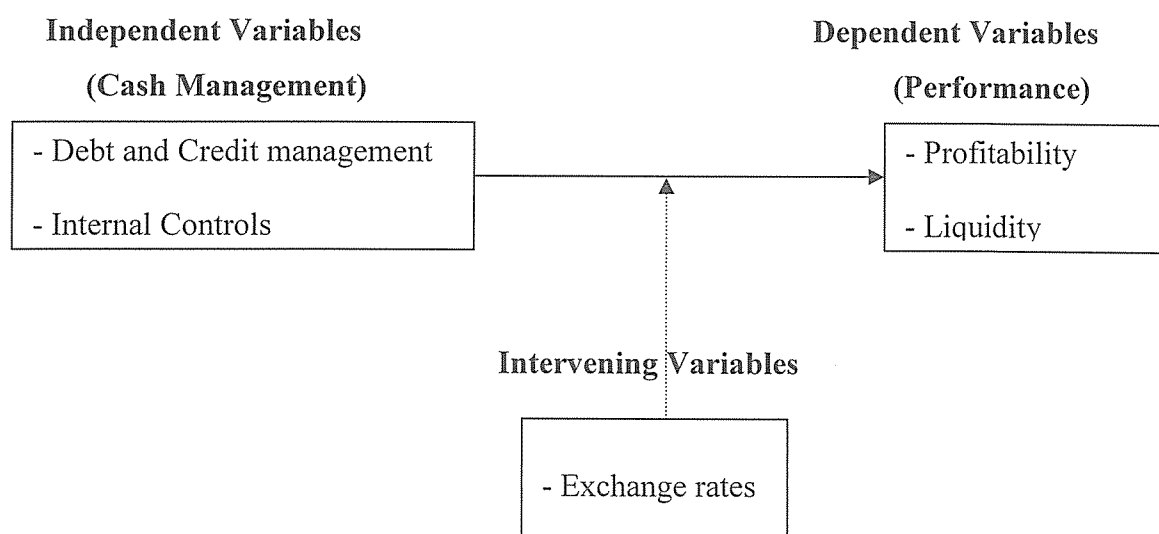 Independent Variables
(Cash Management)
- Debt and Credit management
- Internal Controls
Dependent Variables
(Performance)
- Profitability
- Liquidity
Intervening Variables
- Exchange rates